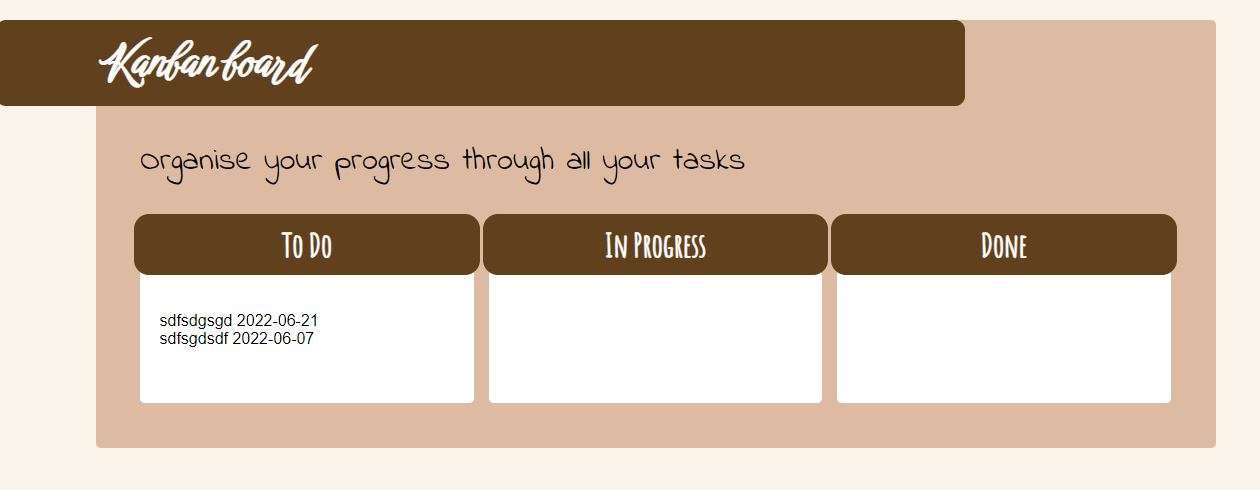 Kanban board
Organise your progress through all your tasks
To Do
In Progress
Done
sdfsdgsgd 2022-06-21
sdfsgdsdf 2022-06-07